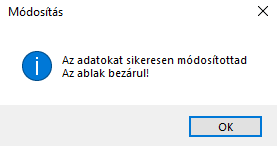 Módosítás
Az adatokat sikeresen módosítottad
Az ablak bezárul!
OK